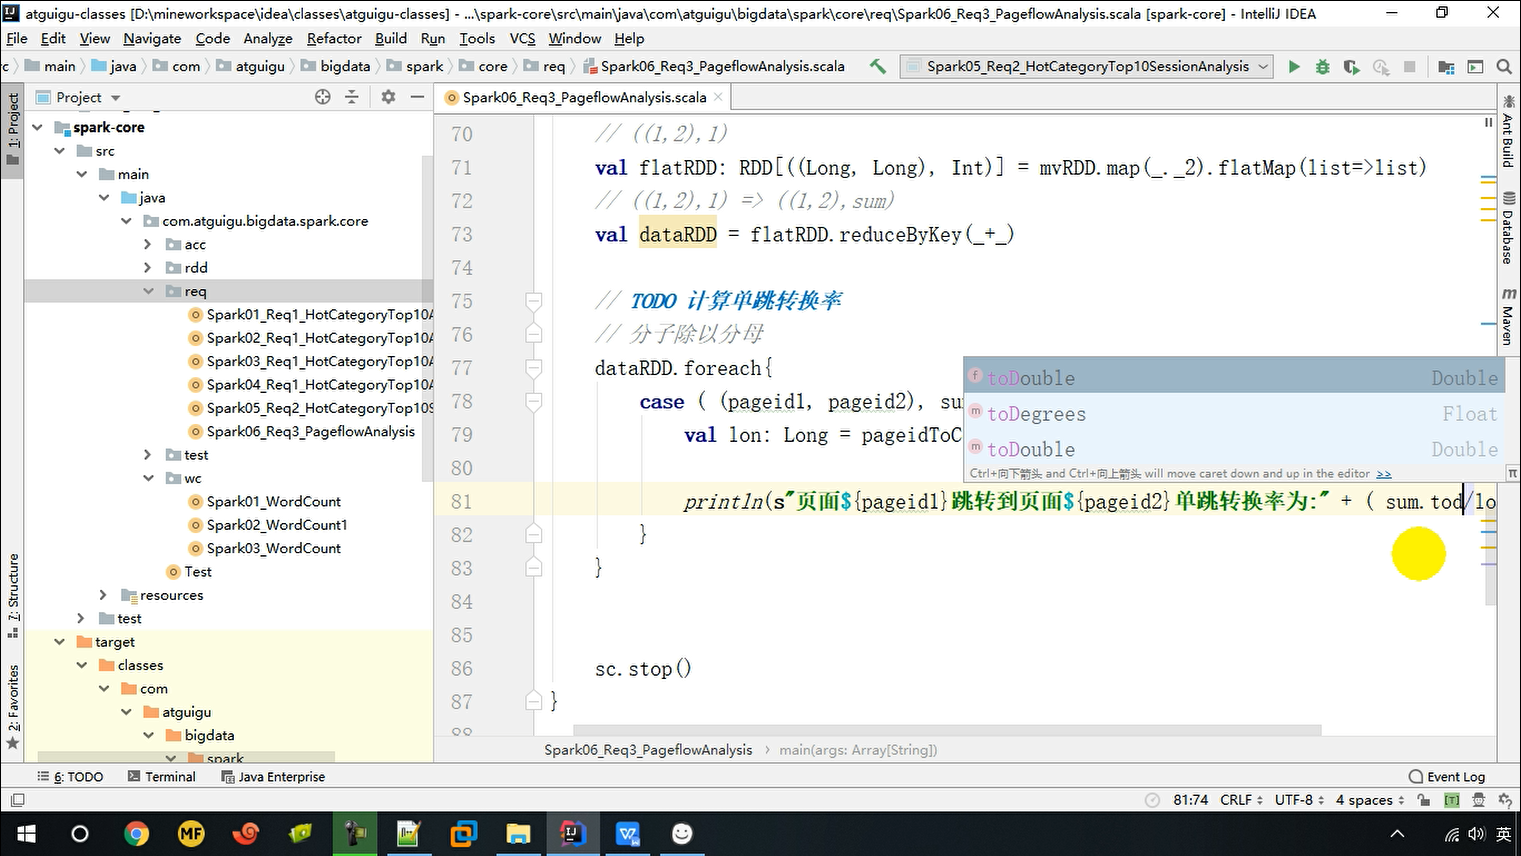 atguigu-classes [D:\mineworkspace\idea\classes\atguigu-classes] - ...\spark-core\src\main\java\com\atguigu\bigdata\spark\core\req\Spark06_Req3_PageflowAnalysis.scala [spark-core] - IntelliJ IDEA
File Edit View Navigate Code Analyze Refactor Build Run Tools VCS Window Help
rc main java com atguigu bigdata spark core req Spark06_Req3_PageflowAnalysis.scala Spark05_Req2_HotCategoryTop10SessionAnalysis
Project
Spark06_Req3_PageflowAnalysis.scala
1: Project
7: Structure
2: Favorites
spark-core
src
main
java
com.atguigu.bigdata.spark.core
acc
rdd
req
Spark01_Req1_HotCategoryTop10A
Spark02_Req1_HotCategoryTop10A
Spark03_Req1_HotCategoryTop10A
Spark04_Req1_HotCategoryTop10A
Spark05_Req2_HotCategoryTop10S
Spark06_Req3_PageflowAnalysis
test
wc
Spark01_WordCount
Spark02_WordCount1
Spark03_WordCount
Test
resources
test
target
classes
com
atguigu
bigdata
spark
70 // ((1,2),1)
71 val flatRDD: RDD[((Long, Long), Int)] = mvRDD.map(_._2).flatMap(list=>list)
72 // ((1,2),1) => ((1,2),sum)
73 val dataRDD = flatRDD.reduceByKey(_+_)
74
75 // TODO 计算单跳转换率
76 // 分子除以分母
77 dataRDD.foreach{
78 case ( (pageid1, pageid2), su
79 val lon: Long = pageidToC
80
81 println(s"页面${pageid1}跳转到页面${pageid2}单跳转换率为:" + ( sum.tod/lo
82 }
83 }
84
85
86 sc.stop()
87 }
88
toDouble Double
toDegrees Float
toDouble Double
Ctrl+向下箭头 and Ctrl+向上箭头 will move caret down and up in the editor >>
Ant Build
Database
Maven
Spark06_Req3_PageflowAnalysis main(args: Array[String])
6: TODO Terminal Java Enterprise Event Log
81:74 CRLF UTF-8 4 spaces
英